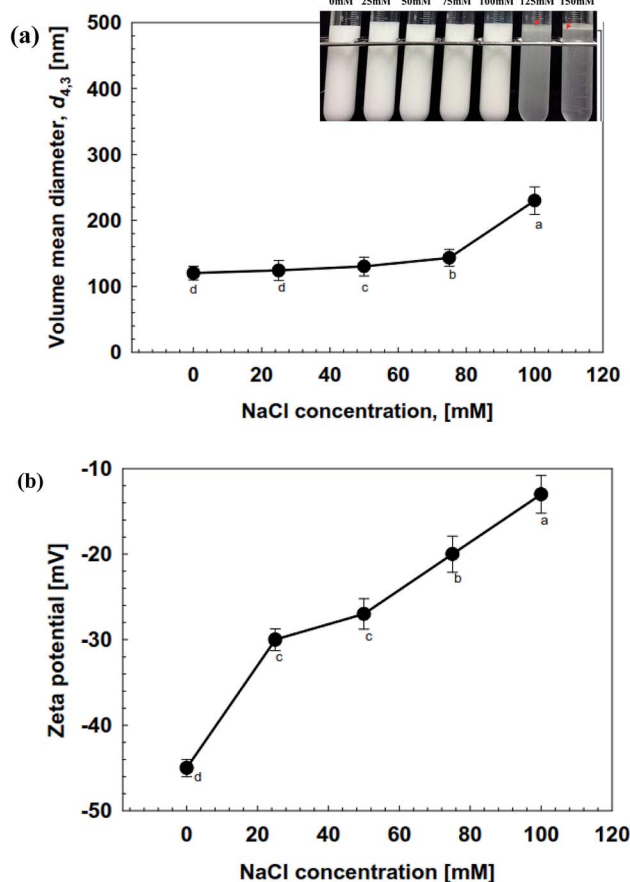 (a)
0mM 25mM 50mM 75mM 100mM 125mM 150mM
Volume mean diameter, d4,3 [nm]
500
400
300
200
100
0
d
d
c
b
a
0 20 40 60 80 100 120
NaCl concentration, [mM]
(b)
Zeta potential [mV]
-10
-20
-30
-40
-50
d
c
c
b
a
0 20 40 60 80 100 120
NaCl concentration [mM]